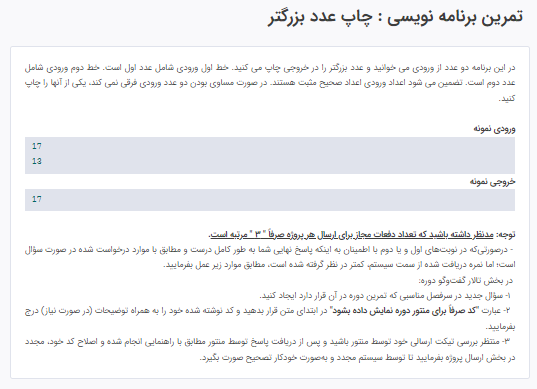 تمرین برنامه نویسی : چاپ عدد بزرگتر
در این برنامه دو عدد از ورودی می خوانید و عدد بزرگتر را در خروجی چاپ می کنید. خط اول ورودی شامل عدد اول است. خط دوم ورودی شامل
عدد دوم است. تضمین می شود اعداد ورودی اعداد صحیح مثبت هستند. در صورت مساوی بودن دو عدد ورودی فرقی نمی کند، یکی از آنها را چاپ
کنید.
ورودی نمونه
17
13
خروجی نمونه
17
توجه: مدنظر داشته باشید که تعداد دفعات مجاز برای ارسال هر پروژه صرفاً " ۳ " مرتبه است.
- درصورتی‌که در نوبت‌های اول و یا دوم با اطمینان به اینکه پاسخ نهایی شما به طور کامل درست و مطابق با موارد درخواست شده در صورت سؤال
است؛ اما نمره دریافت شده از سمت سیستم، کمتر در نظر گرفته شده است، مطابق موارد زیر عمل بفرمایید.
در بخش تالار گفت‌وگو دوره:
۱- سؤال جدید در سرفصل مناسبی که تمرین دوره در آن قرار دارد ایجاد کنید.
۲- عبارت "کد صرفاً برای منتور دوره نمایش داده بشود" در ابتدای متن قرار بدهید و کد نوشته شده خود را به همراه توضیحات (در صورت نیاز) درج
بفرمایید.
۳- منتظر بررسی تیکت ارسالی خود توسط منتور باشید و پس از دریافت پاسخ توسط منتور مطابق با راهنمایی انجام شده و اصلاح کد خود، مجدد
در بخش ارسال پروژه بفرمایید تا توسط سیستم مجدد و به‌صورت خودکار تصحیح صورت بگیرد.